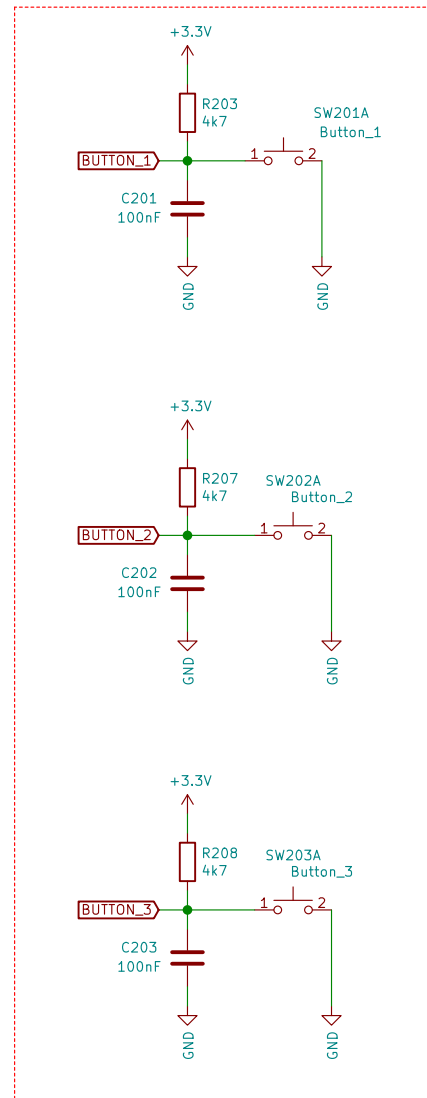 +3.3V
R203
4k7
SW201A
Button_1
BUTTON_1
1 2
C201
100nF
GND
GND
+3.3V
R207
4k7
SW202A
Button_2
BUTTON_2
1 2
C202
100nF
GND
GND
+3.3V
R208
4k7
SW203A
Button_3
BUTTON_3
1 2
C203
100nF
GND
GND